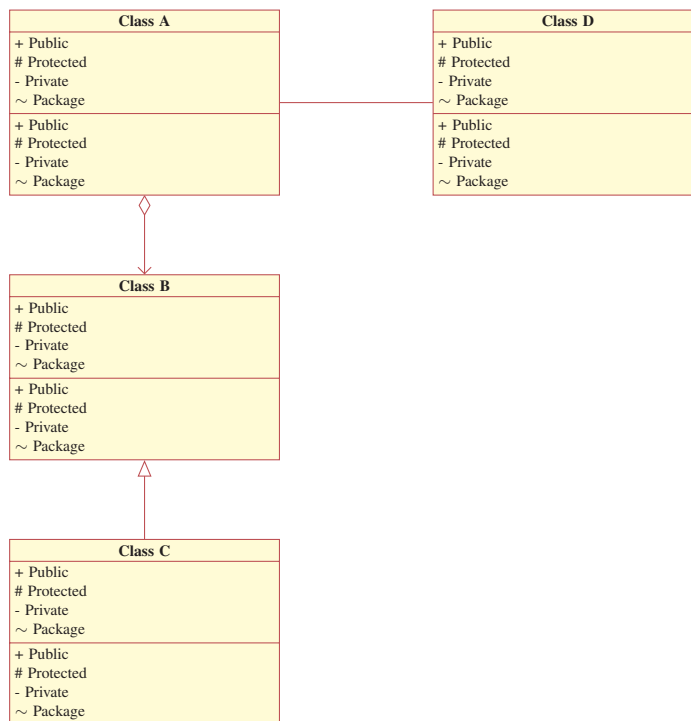 Class A
+ Public
# Protected
- Private
∼ Package
+ Public
# Protected
- Private
∼ Package
Class D
+ Public
# Protected
- Private
∼ Package
+ Public
# Protected
- Private
∼ Package
Class B
+ Public
# Protected
- Private
∼ Package
+ Public
# Protected
- Private
∼ Package
Class C
+ Public
# Protected
- Private
∼ Package
+ Public
# Protected
- Private
∼ Package